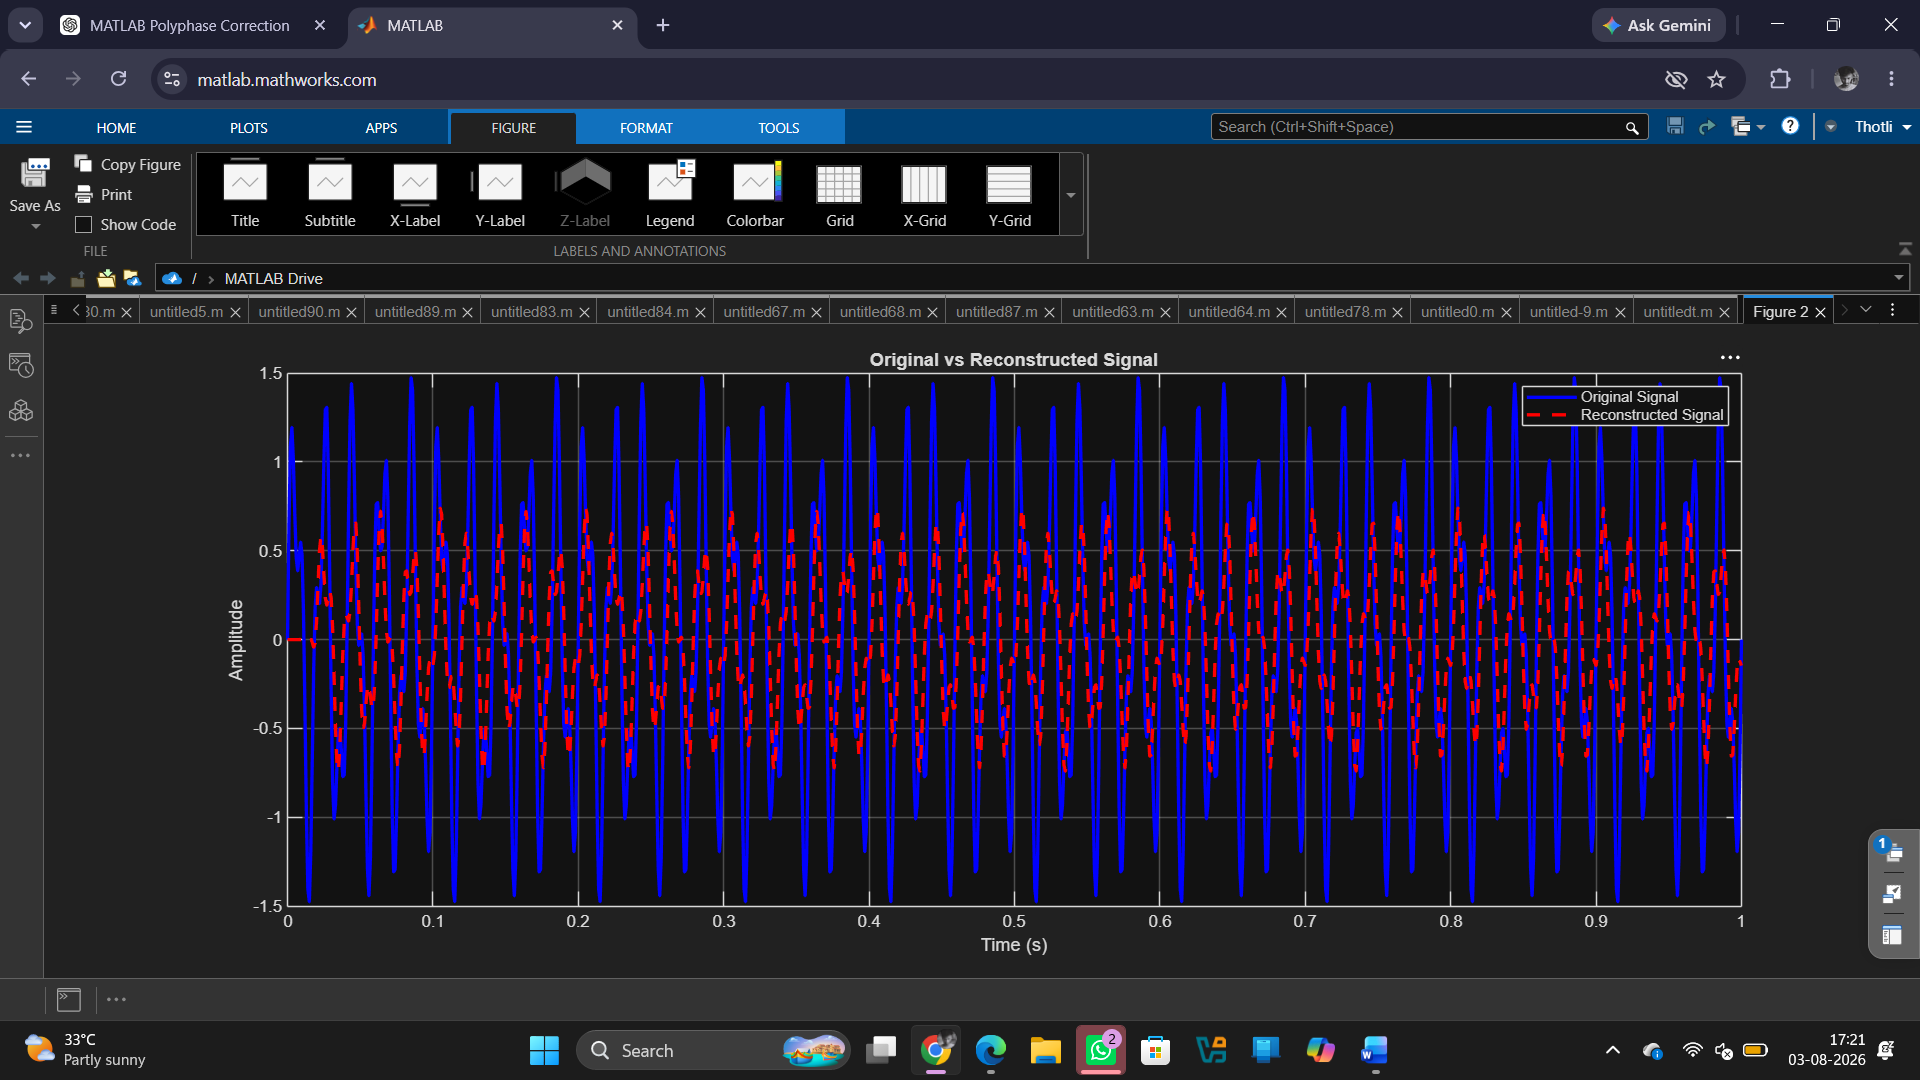 MATLAB Polyphase Correction
MATLAB
Ask Gemini
matlab.mathworks.com
HOME PLOTS APPS FIGURE FORMAT TOOLS
Search (Ctrl+Shift+Space)
Thotli
Save As
Copy Figure
Print
Show Code
FILE
Title Subtitle X-Label Y-Label Z-Label Legend Colorbar Grid X-Grid Y-Grid
LABELS AND ANNOTATIONS
/ › MATLAB Drive
30.m untitled5.m untitled90.m untitled89.m untitled83.m untitled84.m untitled67.m untitled68.m untitled87.m untitled63.m untitled64.m untitled78.m untitled0.m untitled-9.m untitledt.m Figure 2
Original vs Reconstructed Signal
Original Signal
Reconstructed Signal
1.5
1
0.5
0
-0.5
-1
-1.5
Amplitude
0 0.1 0.2 0.3 0.4 0.5 0.6 0.7 0.8 0.9 1
Time (s)
1
33°C
Partly sunny
Search
2
17:21
03-08-2026